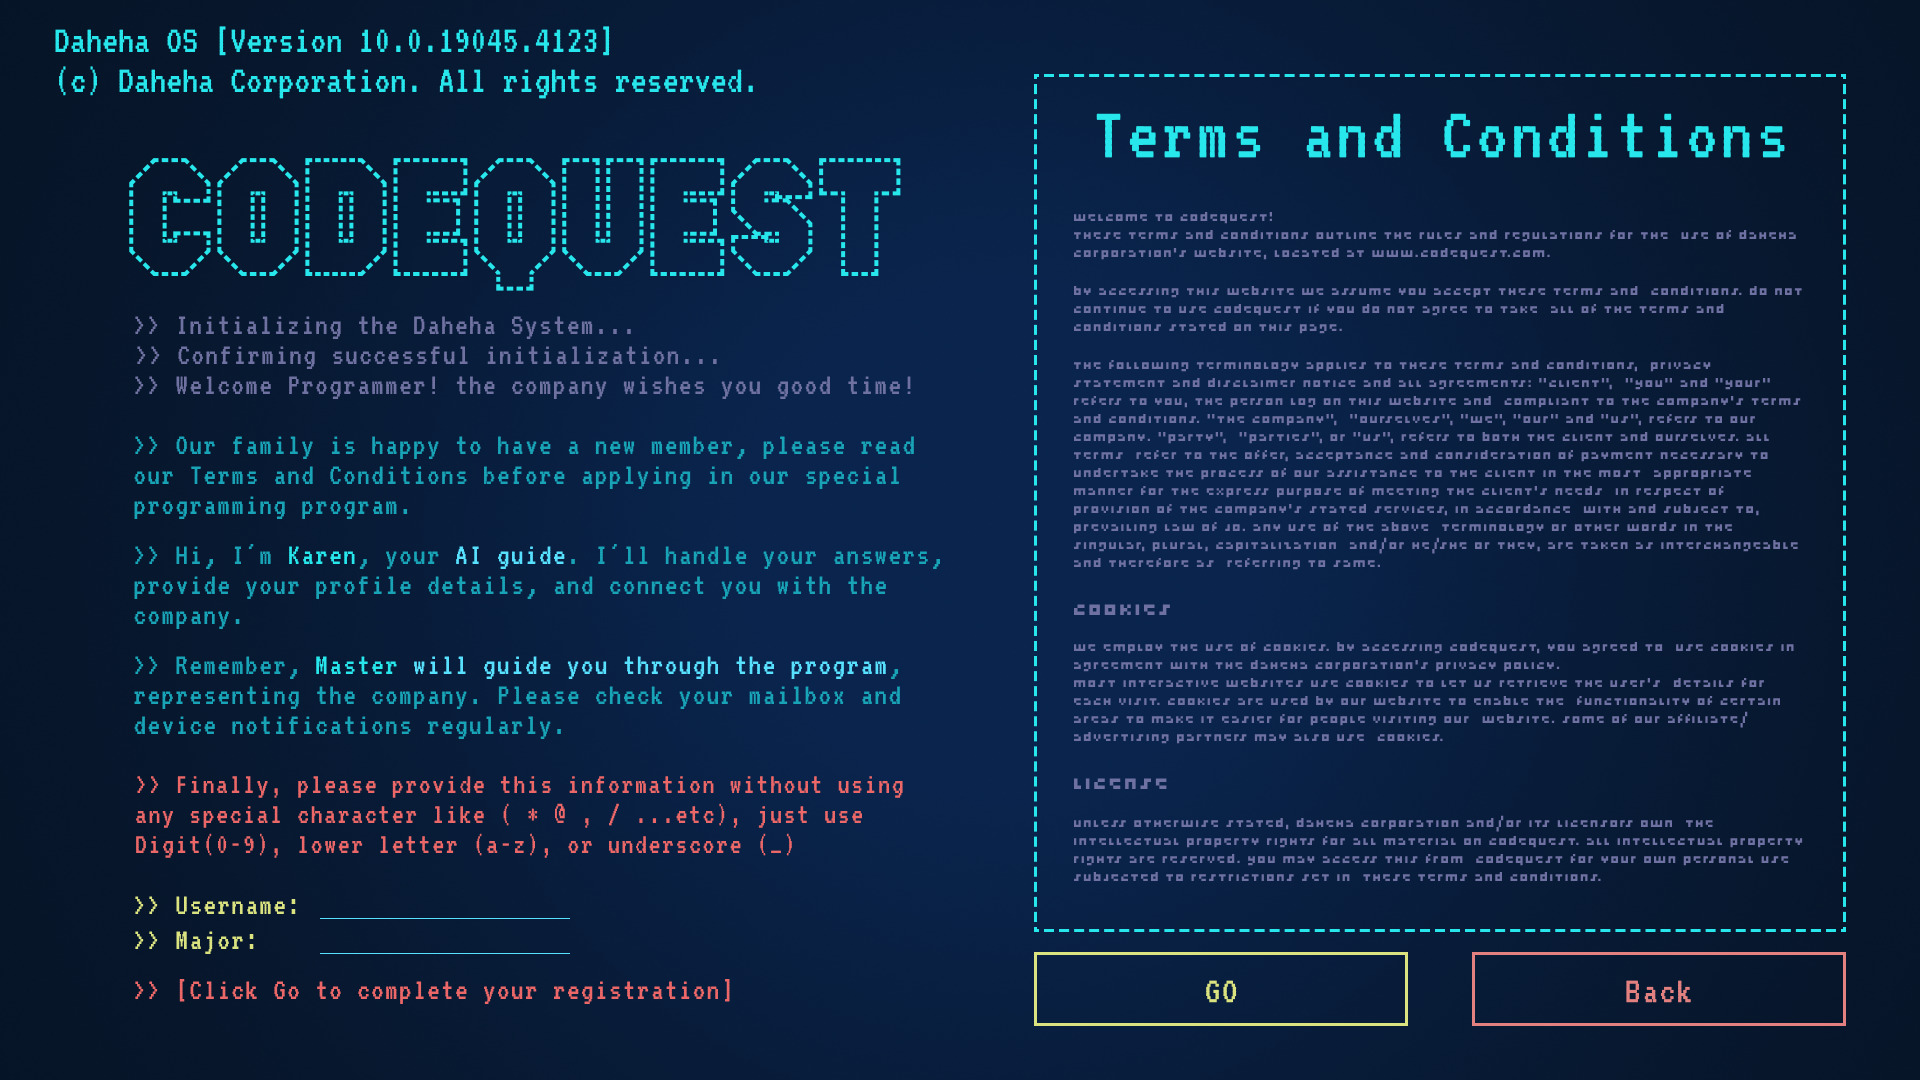 Daheha OS [Version 10.0.19045.4123]
(c) Daheha Corporation. All rights reserved.
CODEQUEST
>> Initializing the Daheha System...
>> Confirming successful initialization...
>> Welcome Programmer! the company wishes you good time!
>> Our family is happy to have a new member, please read
our Terms and Conditions before applying in our special
programming program.
>> Hi, I´m Karen, your AI guide. I´ll handle your answers,
provide your profile details, and connect you with the
company.
>> Remember, Master will guide you through the program,
representing the company. Please check your mailbox and
device notifications regularly.
>> Finally, please provide this information without using
any special character like ( * @ , / ...etc), just use
Digit(0-9), lower letter (a-z), or underscore (_)
>> Username:
>> Major:
>> [Click Go to complete your registration]
Terms and Conditions
Welcome to codequest!
These terms and conditions outline the rules and regulations for the use of daheha
corporation's website, located at www.codequest.com.
By accessing this website we assume you accept these terms and conditions. do not
continue to use codequest if you do not agree to take all of the terms and
conditions stated on this page.
The following terminology applies to these terms and conditions, privacy
statement and disclaimer notice and all agreements: "client", "you" and "your"
refers to you, the person log on this website and compliant to the company's terms
and conditions. "the company", "ourselves", "we", "our" and "us", refers to our
company. "party", "parties", or "us", refers to both the client and ourselves. all
terms refer to the offer, acceptance and consideration of payment necessary to
undertake the process of our assistance to the client in the most appropriate
manner for the express purpose of meeting the client's needs in respect of
provision of the company's stated services, in accordance with and subject to,
prevailing law of jo. any use of the above terminology or other words in the
singular, plural, capitalization and/or he/she or they, are taken as interchangeable
and therefore as referring to same.
cookies
We employ the use of cookies. by accessing codequest, you agreed to use cookies in
agreement with the daheha corporation's privacy policy.
most interactive websites use cookies to let us retrieve the user's details for
each visit. cookies are used by our website to enable the functionality of certain
areas to make it easier for people visiting our website. some of our affiliate/
advertising partners may also use cookies.
License
unless otherwise stated, daheha corporation and/or its licensors own the
intellectual property rights for all material on codequest. all intellectual property
rights are reserved. you may access this from codequest for your own personal use
subjected to restrictions set in these terms and conditions.
GO
Back